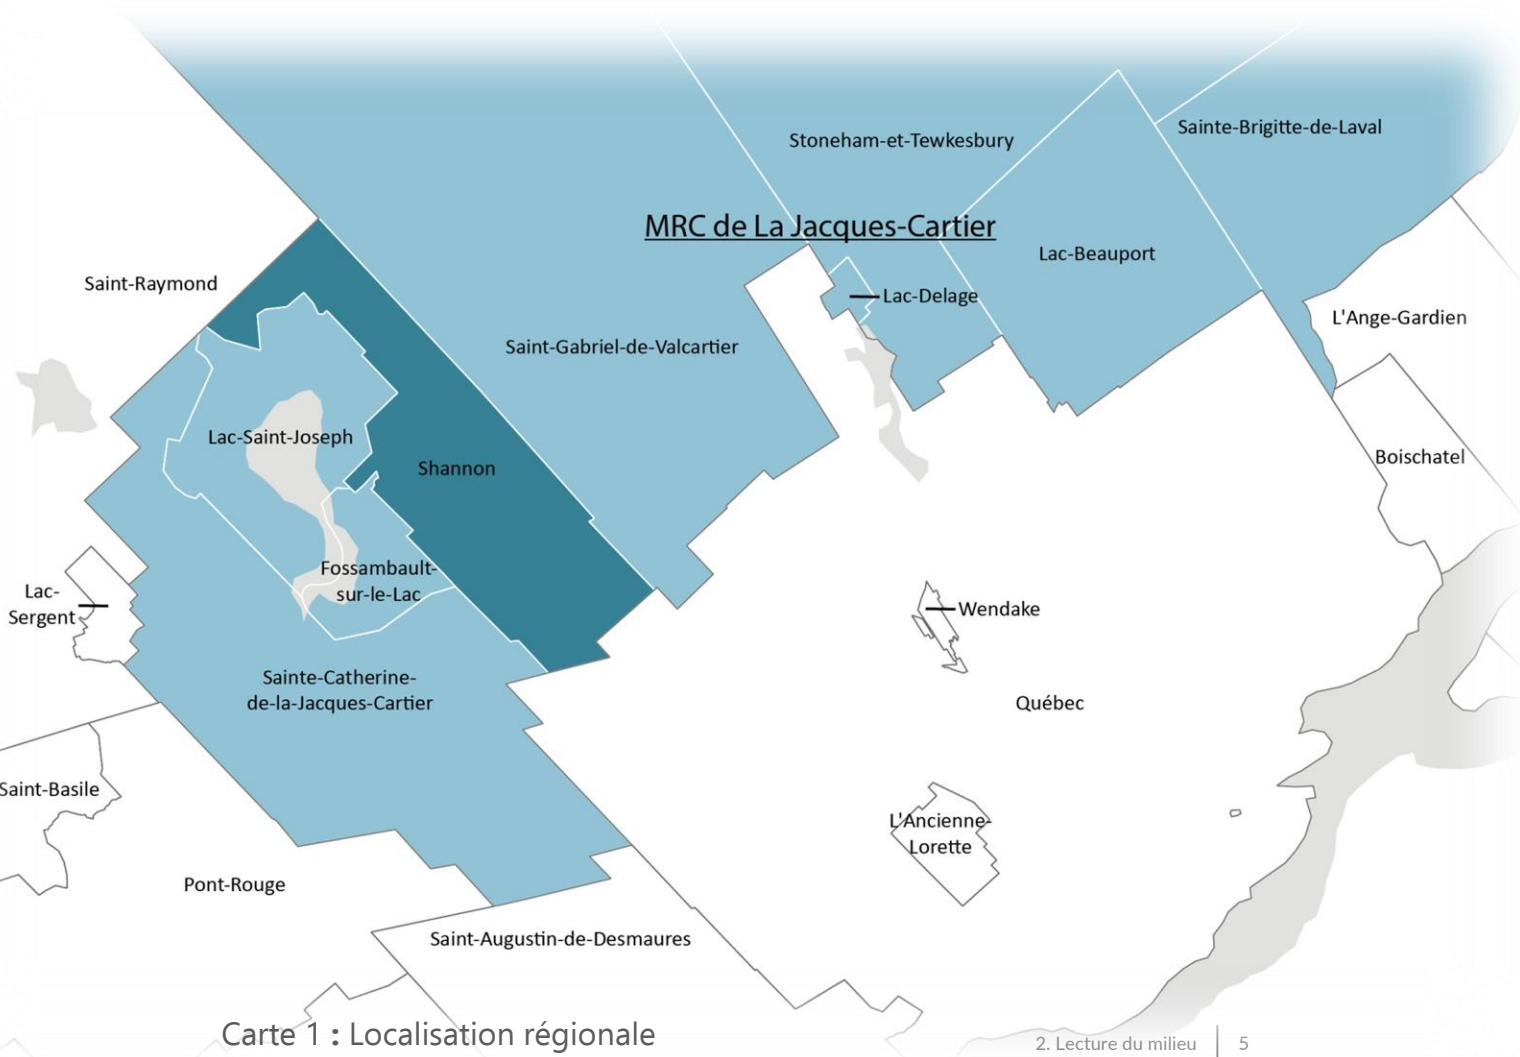 Stoneham-et-Tewkesbury
Sainte-Brigitte-de-Laval
MRC de La Jacques-Cartier
Lac-Beauport
Saint-Raymond
Lac-Delage
L'Ange-Gardien
Saint-Gabriel-de-Valcartier
Lac-Saint-Joseph
Shannon
Boischatel
Fossambault-
sur-le-Lac
Lac-
Sergent
Wendake
Sainte-Catherine-
de-la-Jacques-Cartier
Québec
Saint-Basile
L'Ancienne-
Lorette
Pont-Rouge
Saint-Augustin-de-Desmaures
Carte 1 : Localisation régionale
2. Lecture du milieu | 5